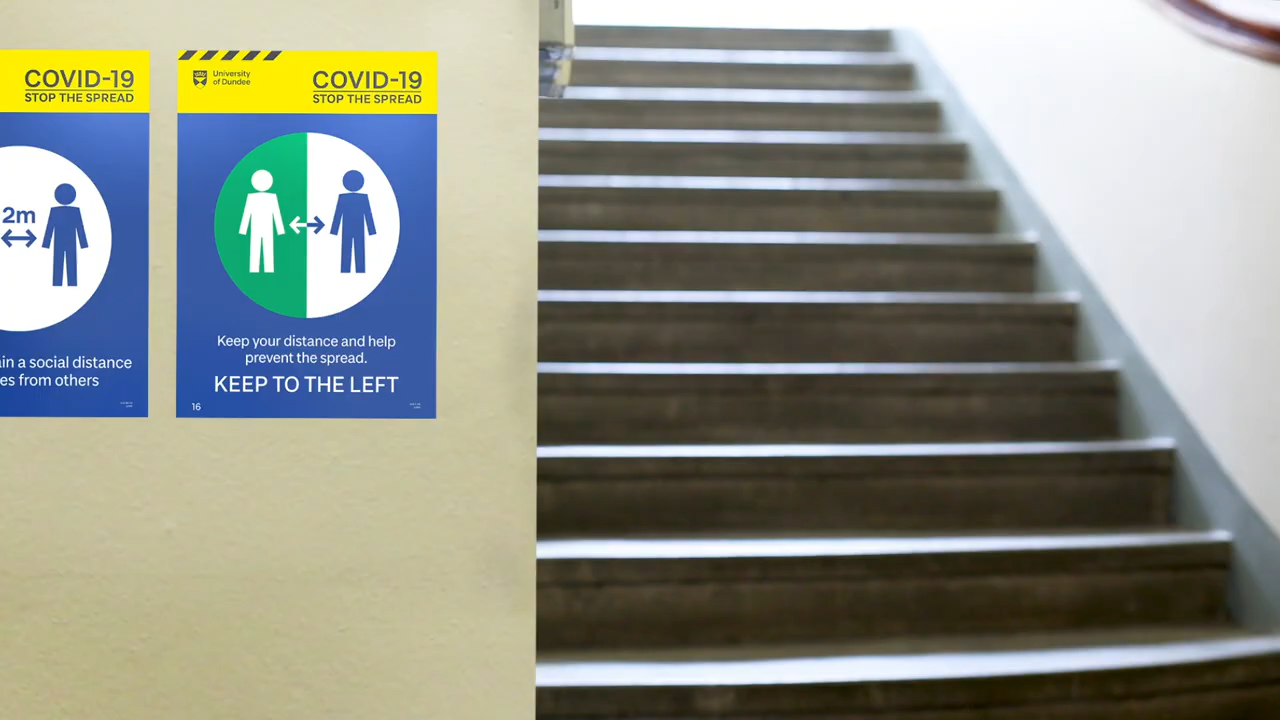 COVID-19
STOP THE SPREAD
2m
ain a social distance
es from others
University
of Dundee
COVID-19
STOP THE SPREAD
Keep your distance and help
prevent the spread.
KEEP TO THE LEFT
16